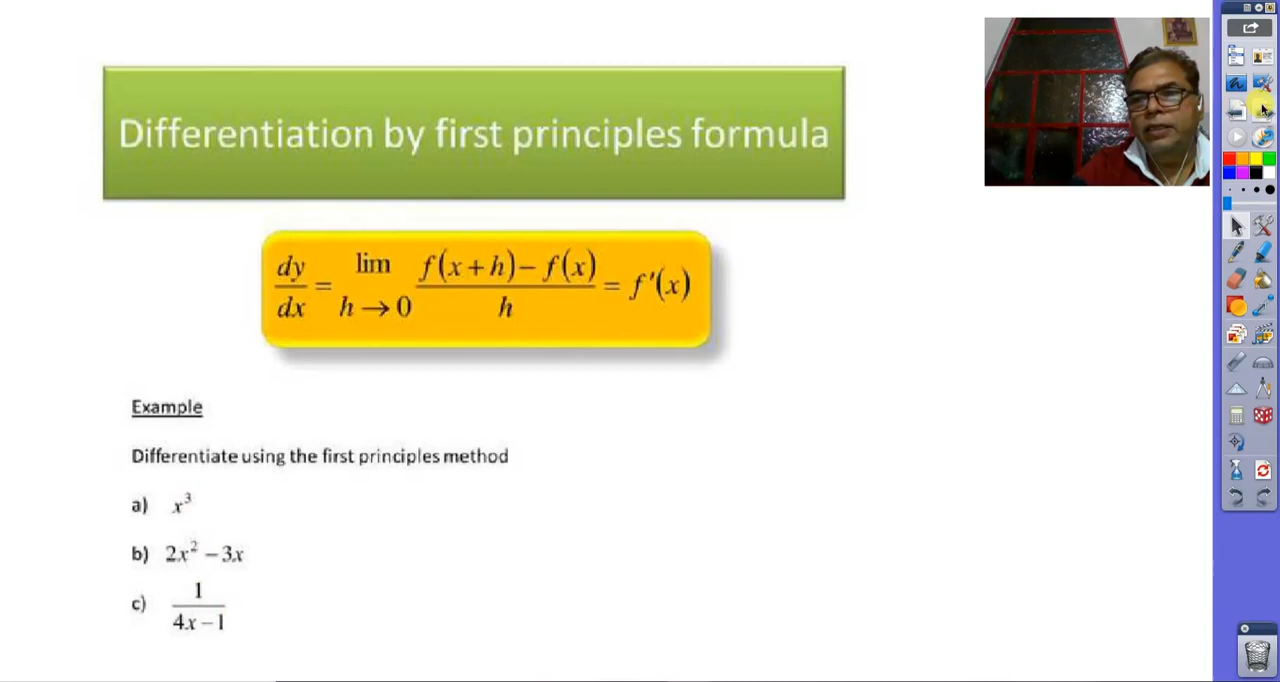 Differentiation by first principles formula
dy/dx = lim h→0 f(x+h)−f(x)/h = f'(x)
Example
Differentiate using the first principles method
a) x³
b) 2x² − 3x
c) 1/4x − 1